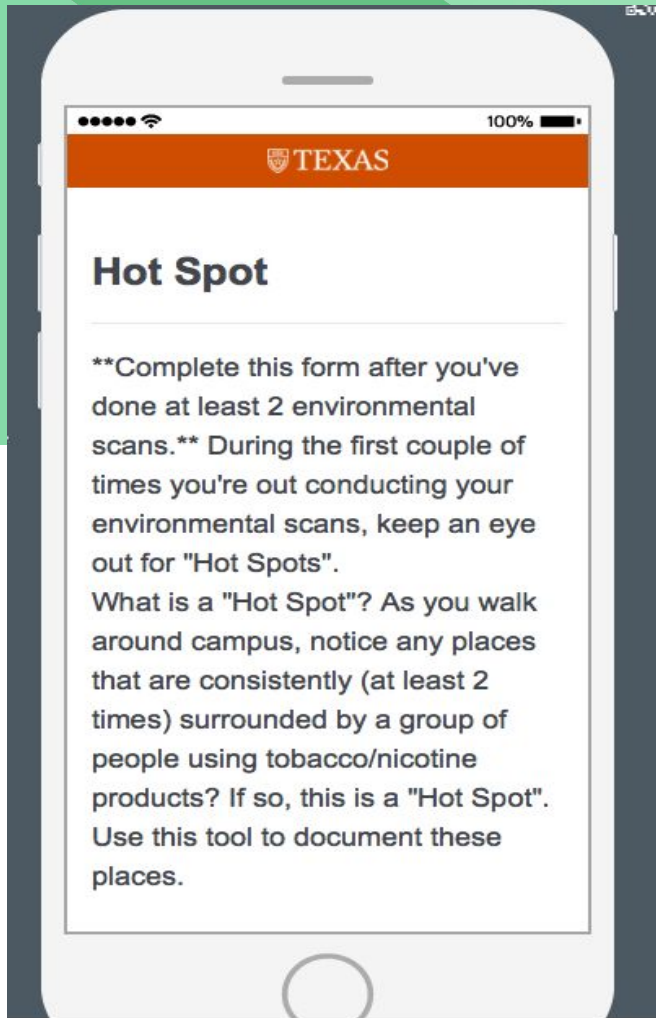 100%
TEXAS
Hot Spot
**Complete this form after you've
done at least 2 environmental
scans.** During the first couple of
times you're out conducting your
environmental scans, keep an eye
out for "Hot Spots".
What is a "Hot Spot"? As you walk
around campus, notice any places
that are consistently (at least 2
times) surrounded by a group of
people using tobacco/nicotine
products? If so, this is a "Hot Spot".
Use this tool to document these
places.